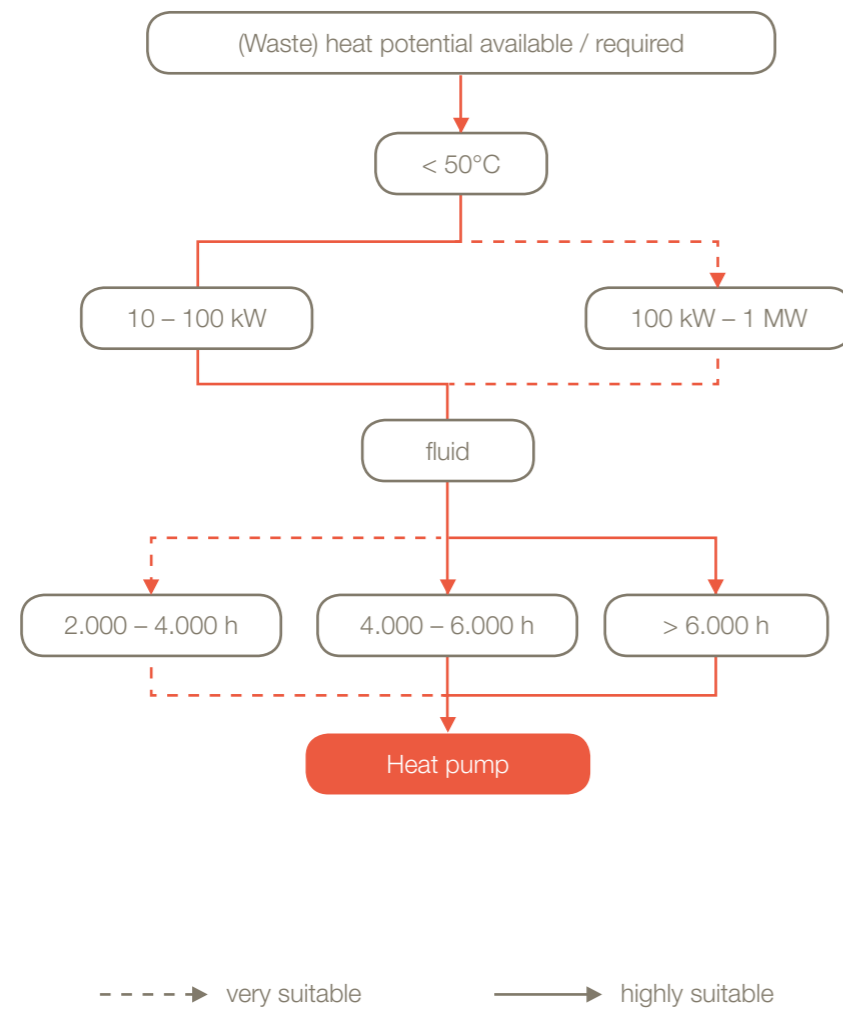 (Waste) heat potential available / required
< 50°C
10 – 100 kW
100 kW – 1 MW
fluid
2.000 – 4.000 h
4.000 – 6.000 h
> 6.000 h
Heat pump
very suitable
highly suitable